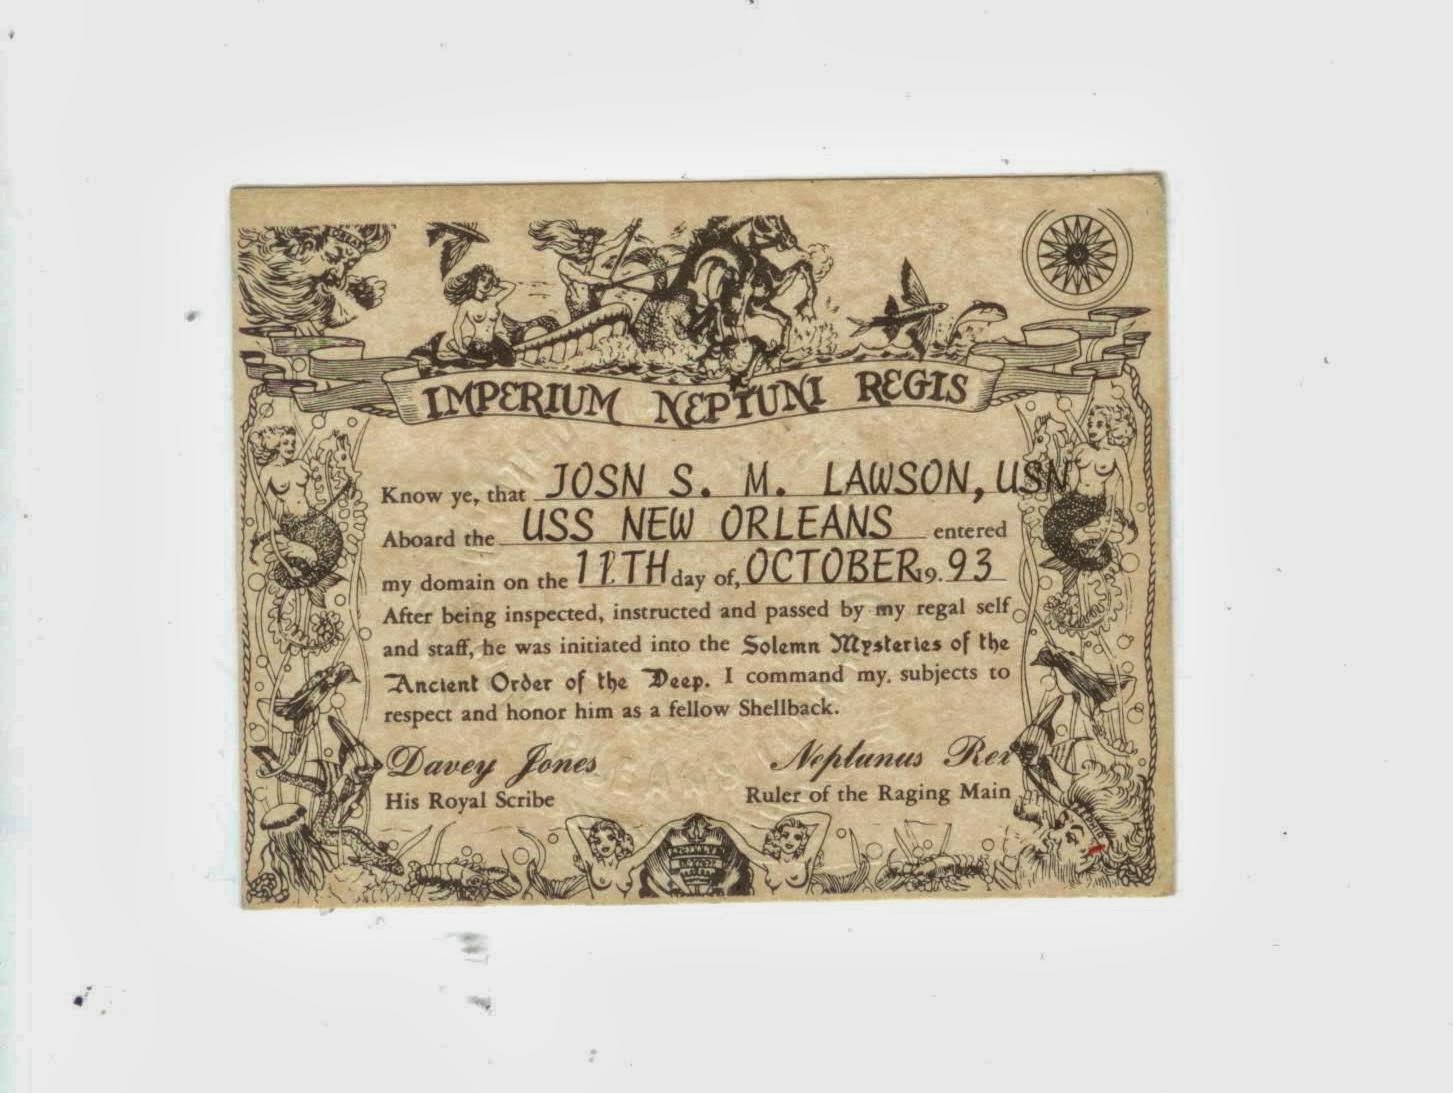 IMPERIUM NEPTUNI REGIS
Know ye, that JOSN S. M. LAWSON, USN
Aboard the USS NEW ORLEANS entered
my domain on the 11TH day of, OCTOBER 19.93
After being inspected, instructed and passed by my regal self
and staff, he was initiated into the Solemn Mysteries of the
Ancient Order of the Deep. I command my subjects to
respect and honor him as a fellow Shellback.
Davey Jones Neptunus Rex
His Royal Scribe Ruler of the Raging Main